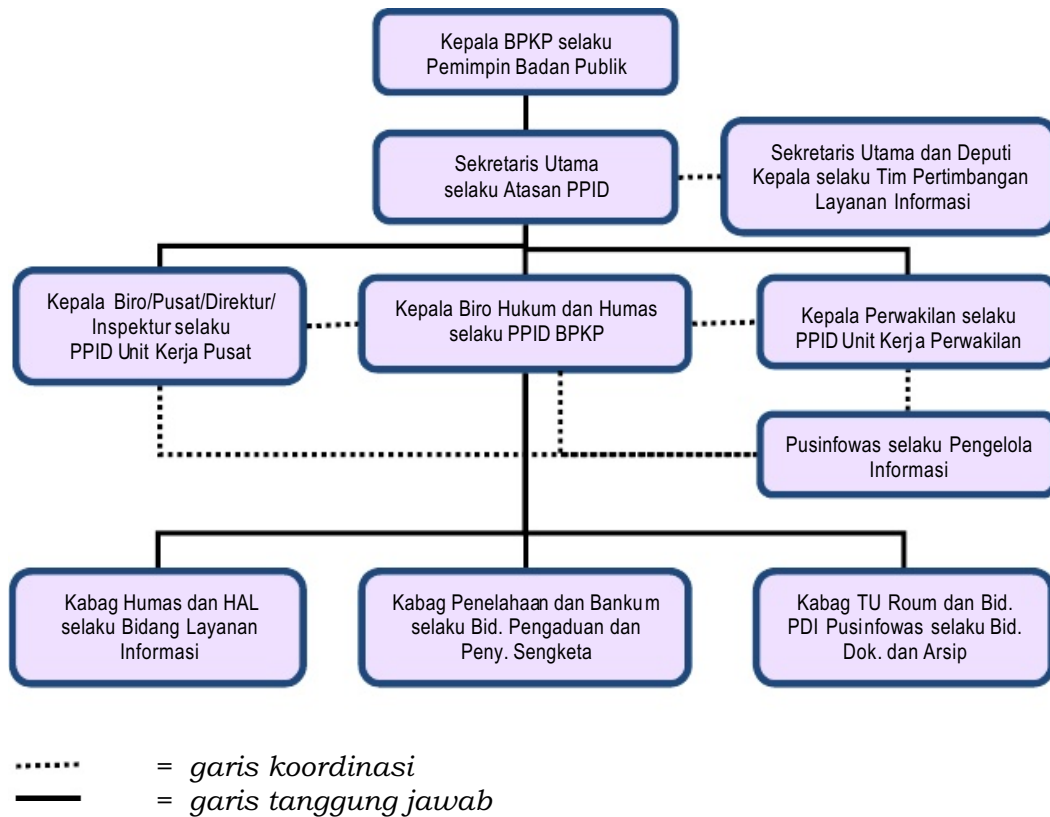 Kepala BPKP selaku
Pemimpin Badan Publik
Sekretaris Utama
selaku Atasan PPID
Sekretaris Utama dan Deputi
Kepala selaku Tim Pertimbangan
Layanan Informasi
Kepala Biro/Pusat/Direktur/
Inspektur selaku
PPID Unit Kerja Pusat
Kepala Biro Hukum dan Humas
selaku PPID BPKP
Kepala Perwakilan selaku
PPID Unit Kerja Perwakilan
Pusinfowas selaku Pengelola
Informasi
Kabag Humas dan HAL
selaku Bidang Layanan
Informasi
Kabag Penelahaan dan Bankum
selaku Bid. Pengaduan dan
Peny. Sengketa
Kabag TU Roum dan Bid.
PDI Pusinfowas selaku Bid.
Dok. dan Arsip
= garis koordinasi
= garis tanggung jawab